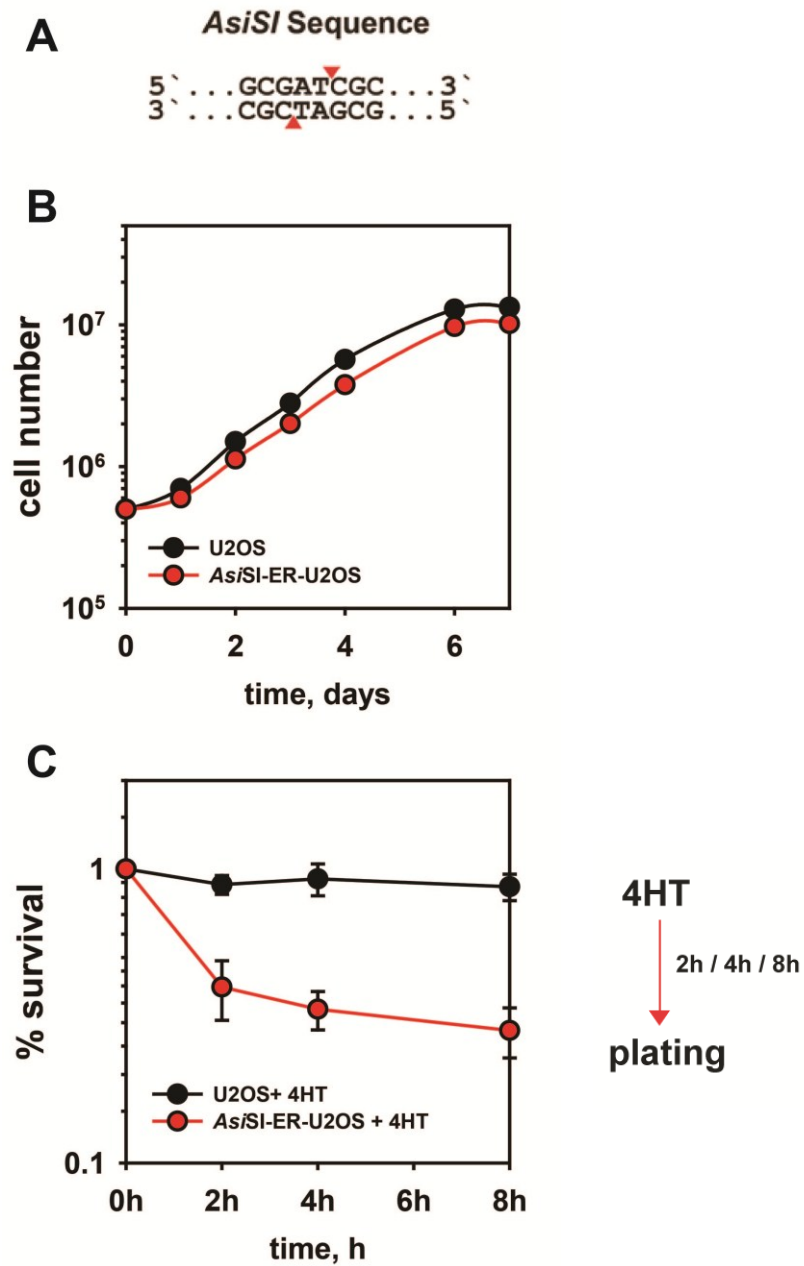 A
AsiSI Sequence
5`...GCGATCGC...3`
3`...CGCTAGCG...5`
B
cell number
10⁷
10⁶
10⁵
U2OS
AsiSI-ER-U2OS
0 2 4 6
time, days
C
% survival
1
0.1
U2OS+ 4HT
AsiSI-ER-U2OS + 4HT
0h 2h 4h 6h 8h
time, h
4HT
2h / 4h / 8h
plating